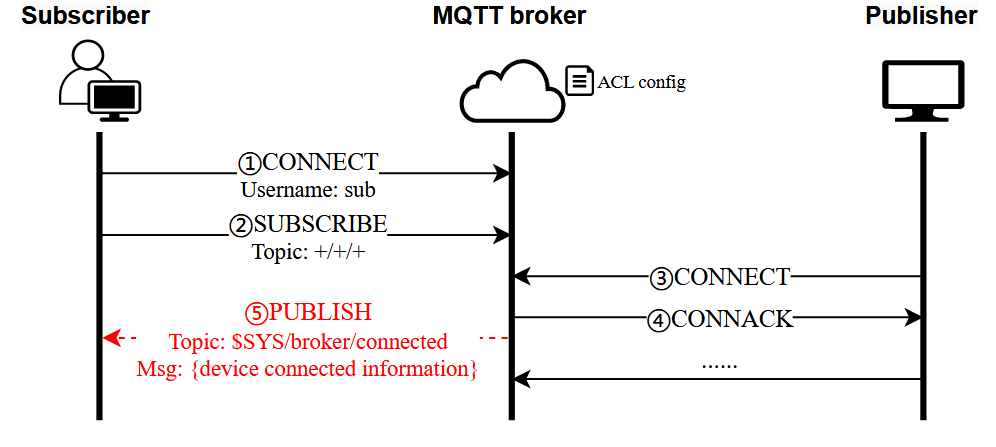 Subscriber
MQTT broker
Publisher
ACL config
①CONNECT
Username: sub
②SUBSCRIBE
Topic: +/+/+
③CONNECT
④CONNACK
⑤PUBLISH
Topic: $SYS/broker/connected
Msg: {device connected information}
......